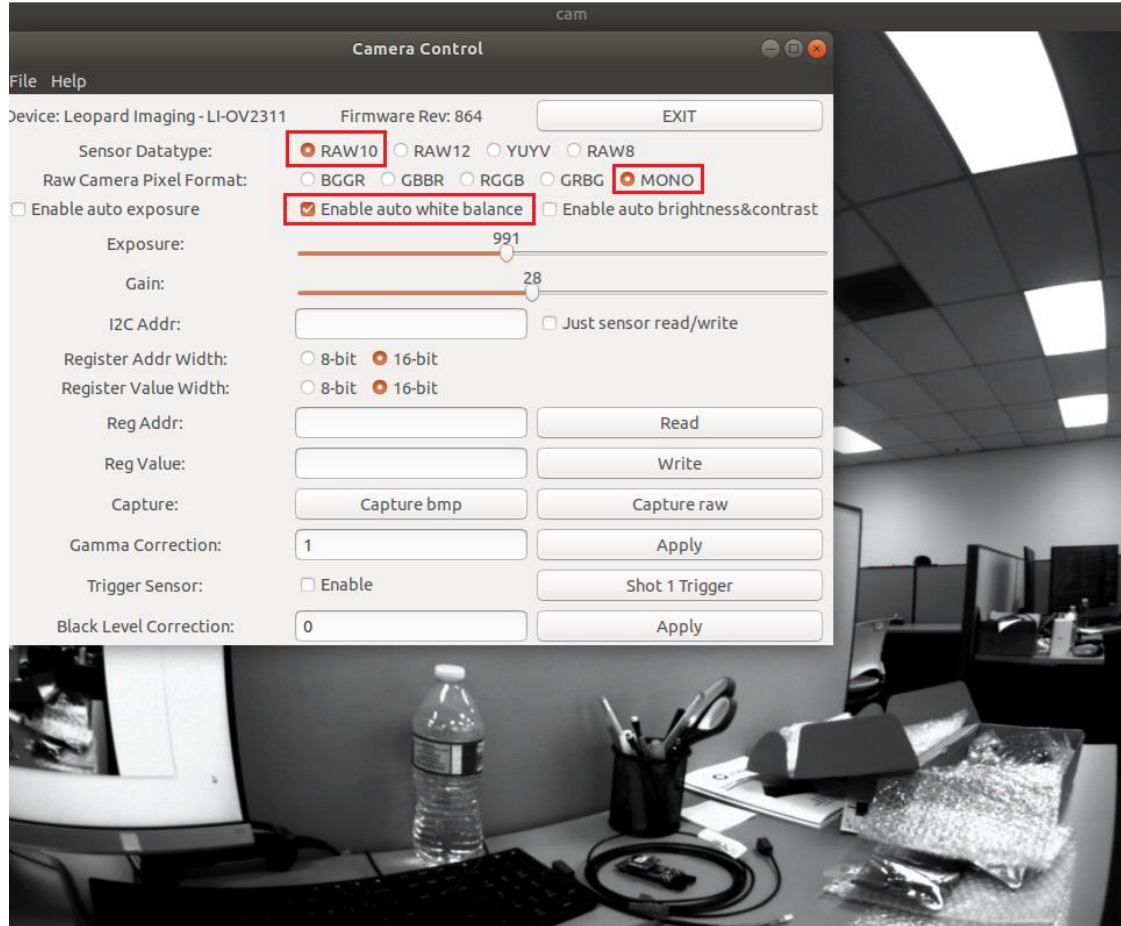 cam
Camera Control
File Help
Device: Leopard Imaging - LI-OV2311 Firmware Rev: 864 EXIT
Sensor Datatype: RAW10 RAW12 YUYV RAW8
Raw Camera Pixel Format: BGGR GBBR RGGB GRBG MONO
Enable auto exposure Enable auto white balance Enable auto brightness&contrast
Exposure: 991
Gain: 28
I2C Addr: Just sensor read/write
Register Addr Width: 8-bit 16-bit
Register Value Width: 8-bit 16-bit
Reg Addr: Read
Reg Value: Write
Capture: Capture bmp Capture raw
Gamma Correction: 1 Apply
Trigger Sensor: Enable Shot 1 Trigger
Black Level Correction: 0 Apply